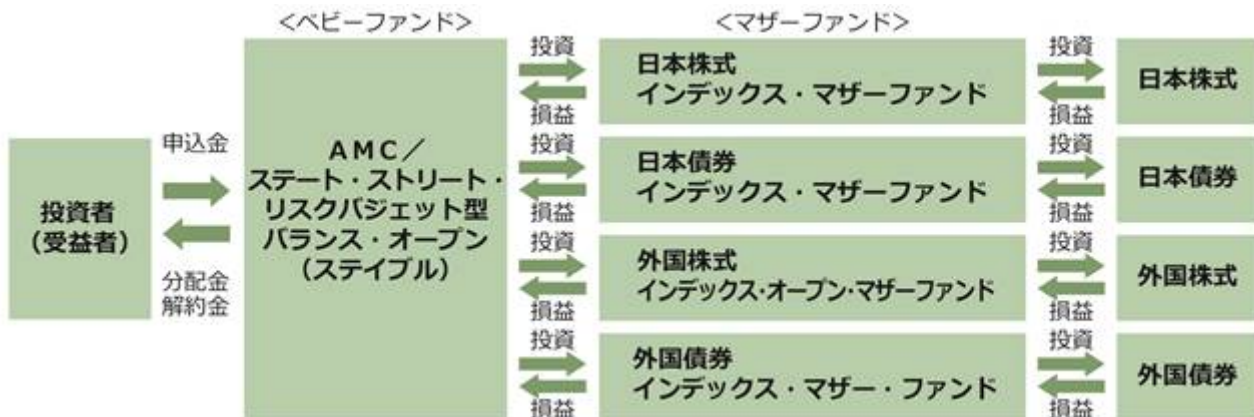 <ベビーファンド>
<マザーファンド>
投資者
(受益者)
申込金
分配金
解約金
AMC/
ステート・ストリート・
リスクバジェット型
バランス・オープン
(ステイブル)
投資
損益
日本株式
インデックス・マザーファンド
投資
損益
日本株式
投資
損益
日本債券
インデックス・マザーファンド
投資
損益
日本債券
投資
損益
外国株式
インデックス・オープン・マザーファンド
投資
損益
外国株式
投資
損益
外国債券
インデックス・マザー・ファンド
投資
損益
外国債券